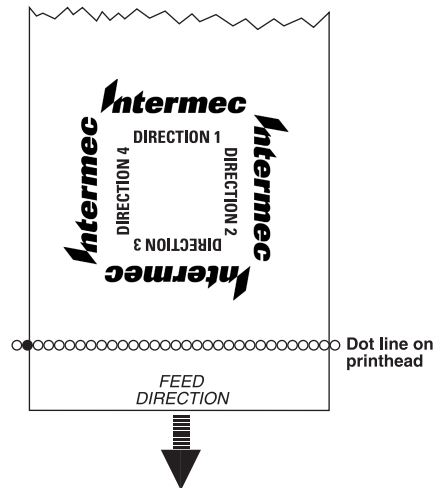 Intermec
DIRECTION 1
Intermec
DIRECTION 2
Intermec
DIRECTION 3
Intermec
DIRECTION 4
Dot line on
printhead
FEED
DIRECTION